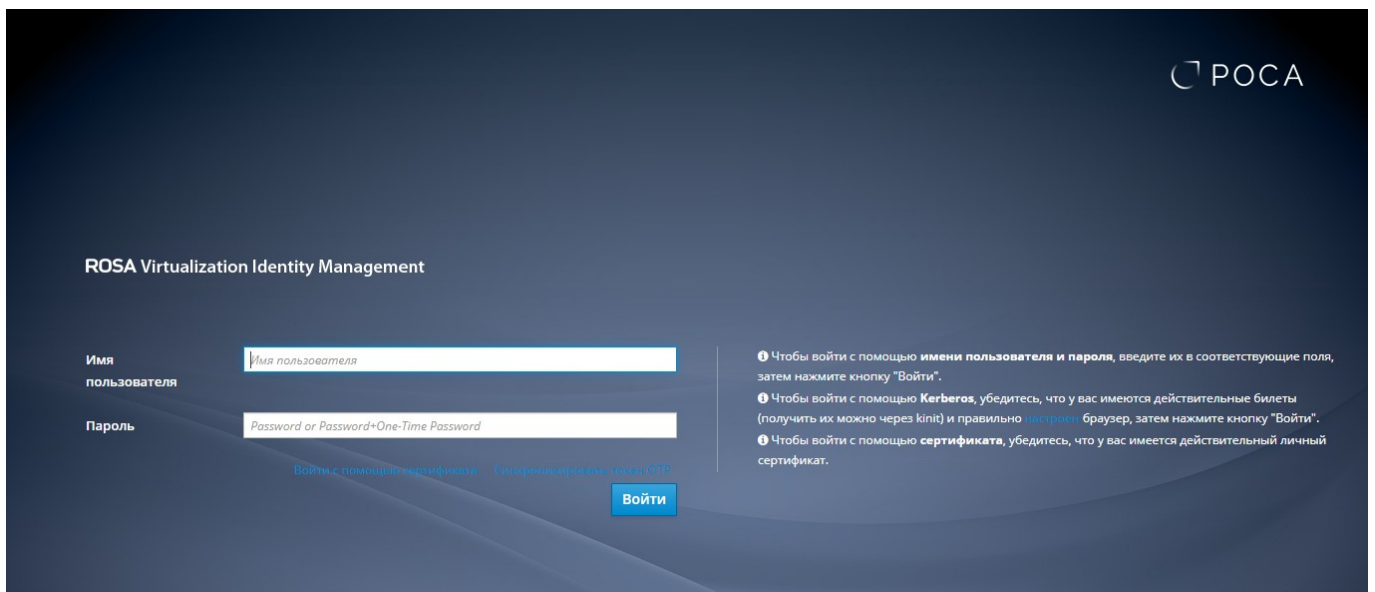 РОСА
ROSA Virtualization Identity Management
Имя
пользователя
Имя пользователя
Пароль
Password or Password+One-Time Password
Войти с помощью сертификата Синхронизировать токен OTP
Войти
Чтобы войти с помощью имени пользователя и пароля, введите их в соответствующие поля,
затем нажмите кнопку "Войти".
Чтобы войти с помощью Kerberos, убедитесь, что у вас имеются действительные билеты
(получить их можно через kinit) и правильно настроен браузер, затем нажмите кнопку "Войти".
Чтобы войти с помощью сертификата, убедитесь, что у вас имеется действительный личный
сертификат.